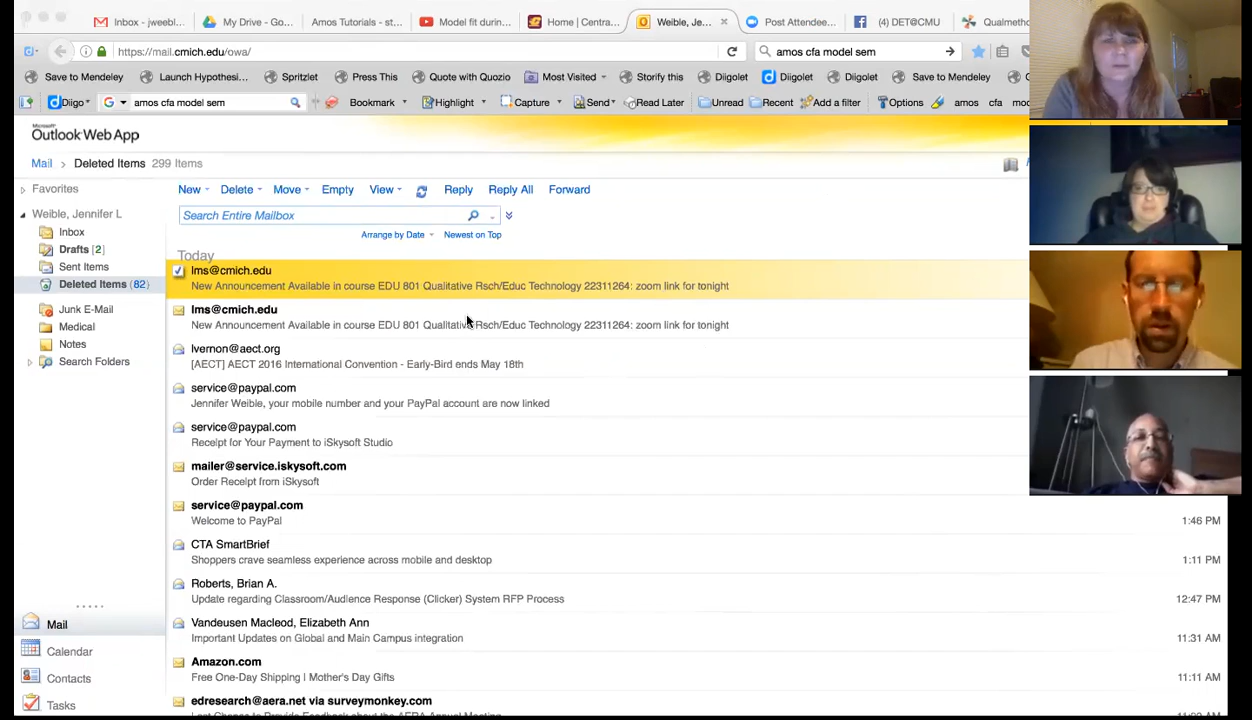 Inbox - jweebl...
My Drive - Go...
Amos Tutorials - st...
Model fit durin...
Home | Centra...
Weible, Je...
Post Attendee...
(4) DET@CMU
Qualmetho
https://mail.cmich.edu/owa/
amos cfa model sem
Save to Mendeley
Launch Hypothesi...
Spritzlet
Press This
Quote with Quozio
Most Visited
Storify this
Diigolet
Diigolet
Diigolet
Save to Mendeley
Diigo
amos cfa model sem
Bookmark
Highlight
Capture
Send
Read Later
Unread
Recent
Add a filter
Options
amos
cfa
Microsoft
Outlook Web App
Mail > Deleted Items 299 Items
Favorites
New
Delete
Move
Empty
View
Reply
Reply All
Forward
Weible, Jennifer L
Search Entire Mailbox
Inbox
Arrange by Date
Newest on Top
Drafts [2]
Sent Items
Deleted Items (82)
Junk E-Mail
Medical
Notes
Search Folders
Today
lms@cmich.edu
New Announcement Available in course EDU 801 Qualitative Rsch/Educ Technology 22311264: zoom link for tonight
lms@cmich.edu
New Announcement Available in course EDU 801 Qualitative Rsch/Educ Technology 22311264: zoom link for tonight
lvernon@aect.org
[AECT] AECT 2016 International Convention - Early-Bird ends May 18th
service@paypal.com
Jennifer Weible, your mobile number and your PayPal account are now linked
service@paypal.com
Receipt for Your Payment to iSkysoft Studio
mailer@service.iskysoft.com
Order Receipt from iSkysoft
service@paypal.com
Welcome to PayPal 1:46 PM
CTA SmartBrief
Shoppers crave seamless experience across mobile and desktop 1:11 PM
Roberts, Brian A.
Update regarding Classroom/Audience Response (Clicker) System RFP Process 12:47 PM
Vandeusen Macleod, Elizabeth Ann
Important Updates on Global and Main Campus integration 11:31 AM
Amazon.com
Free One-Day Shipping | Mother's Day Gifts 11:11 AM
edresearch@aera.net via surveymonkey.com
Mail
Calendar
Contacts
Tasks